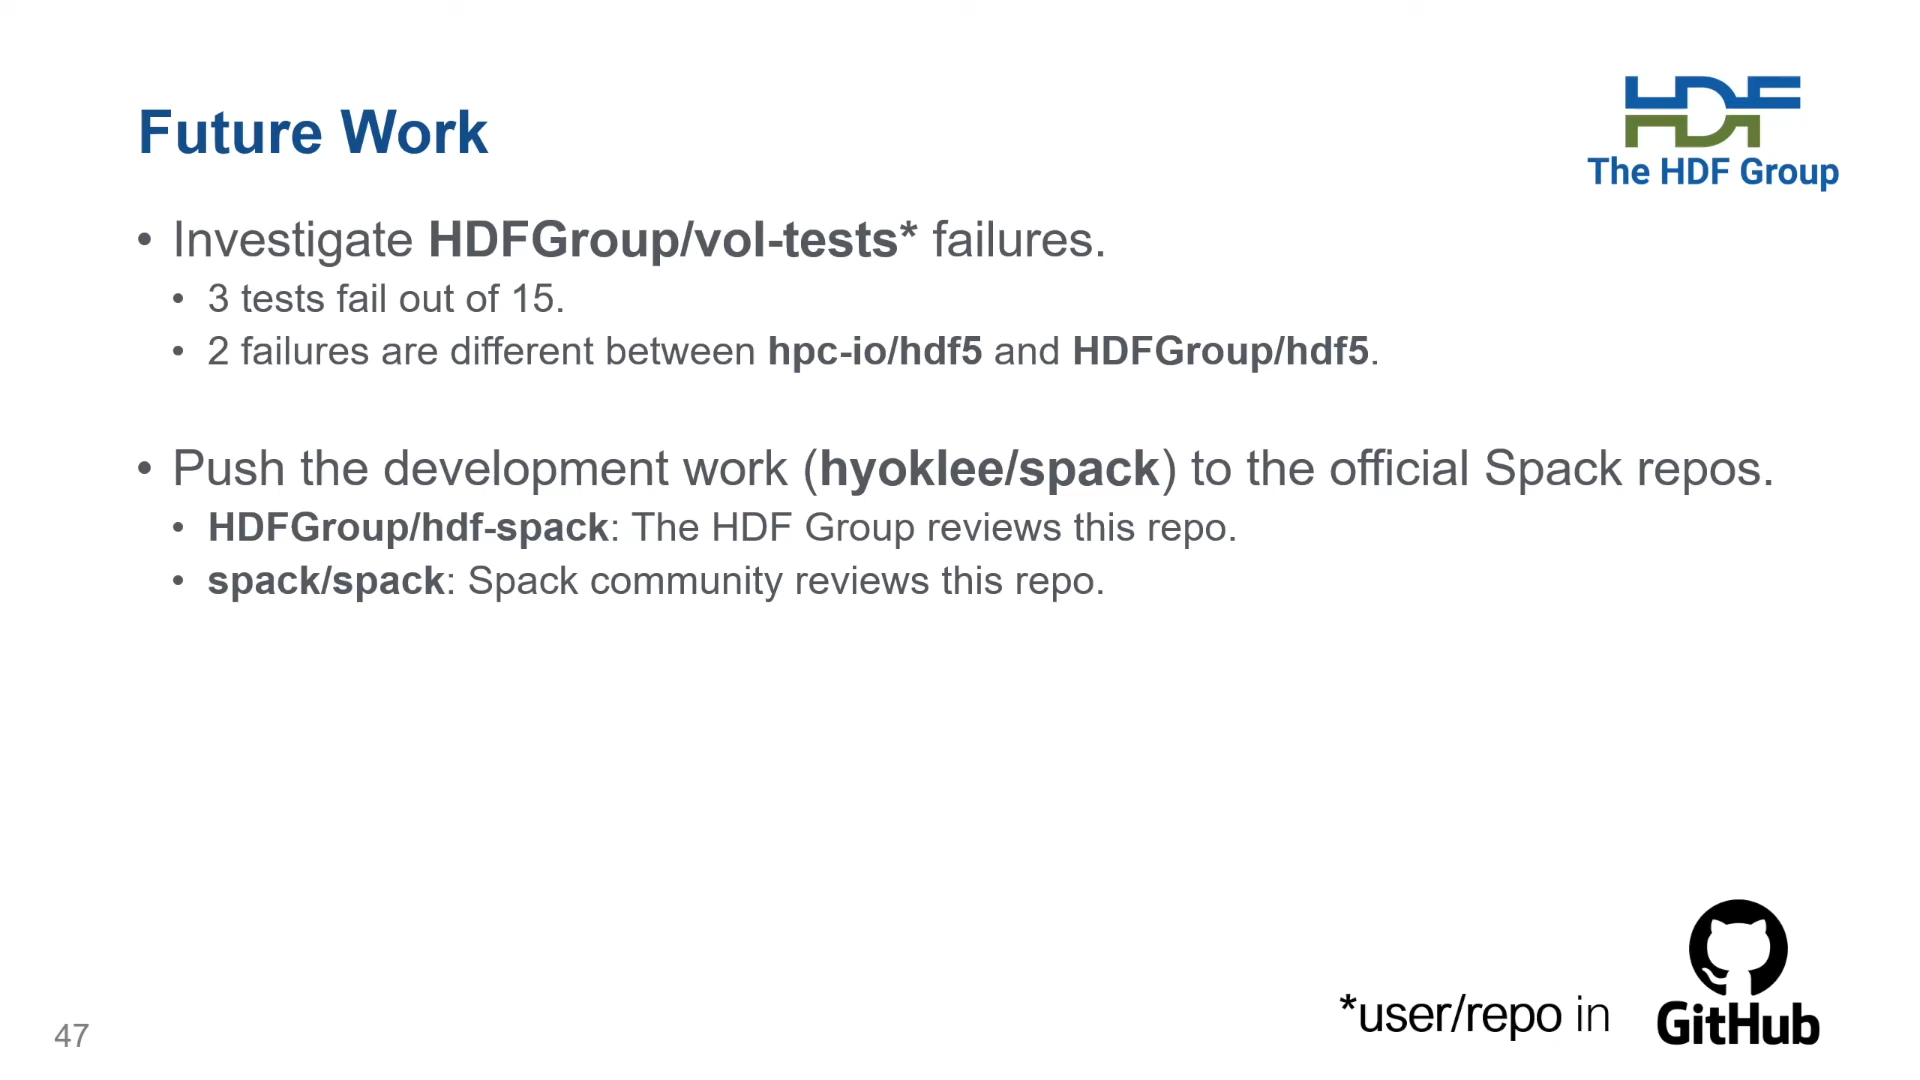 Future Work
HDF
The HDF Group
• Investigate HDFGroup/vol-tests* failures.
• 3 tests fail out of 15.
• 2 failures are different between hpc-io/hdf5 and HDFGroup/hdf5.
• Push the development work (hyoklee/spack) to the official Spack repos.
• HDFGroup/hdf-spack: The HDF Group reviews this repo.
• spack/spack: Spack community reviews this repo.
*user/repo in
GitHub
47